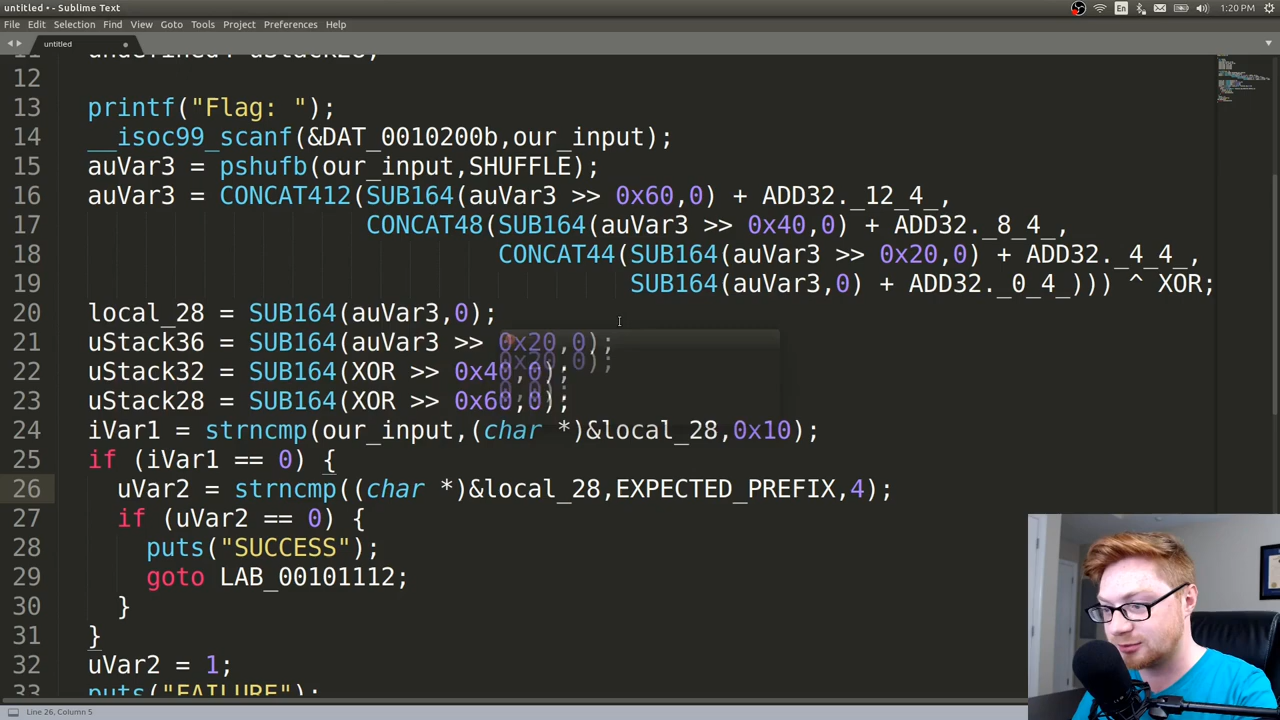 untitled • - Sublime Text
En
1:20 PM
File Edit Selection Find View Goto Tools Project Preferences Help
untitled
12
13 printf("Flag: ");
14 __isoc99_scanf(&DAT_0010200b,our_input);
15 auVar3 = pshufb(our_input,SHUFFLE);
16 auVar3 = CONCAT412(SUB164(auVar3 >> 0x60,0) + ADD32._12_4_,
17 CONCAT48(SUB164(auVar3 >> 0x40,0) + ADD32._8_4_,
18 CONCAT44(SUB164(auVar3 >> 0x20,0) + ADD32._4_4_,
19 SUB164(auVar3,0) + ADD32._0_4_))) ^ XOR;
20 local_28 = SUB164(auVar3,0);
21 uStack36 = SUB164(auVar3 >> 0x20,0);
22 uStack32 = SUB164(XOR >> 0x40,0);
23 uStack28 = SUB164(XOR >> 0x60,0);
24 iVar1 = strncmp(our_input,(char *)&local_28,0x10);
25 if (iVar1 == 0) {
26 uVar2 = strncmp((char *)&local_28,EXPECTED_PREFIX,4);
27 if (uVar2 == 0) {
28 puts("SUCCESS");
29 goto LAB_00101112;
30 }
31 }
32 uVar2 = 1;
33 puts("FAILURE");
Line 26, Column 5